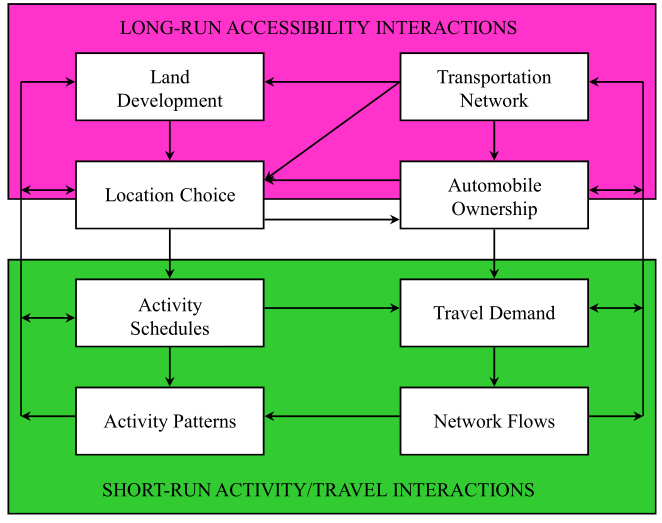 LONG-RUN ACCESSIBILITY INTERACTIONS
Land
Development
Transportation
Network
Location Choice
Automobile
Ownership
Activity
Schedules
Travel Demand
Activity Patterns
Network Flows
SHORT-RUN ACTIVITY/TRAVEL INTERACTIONS